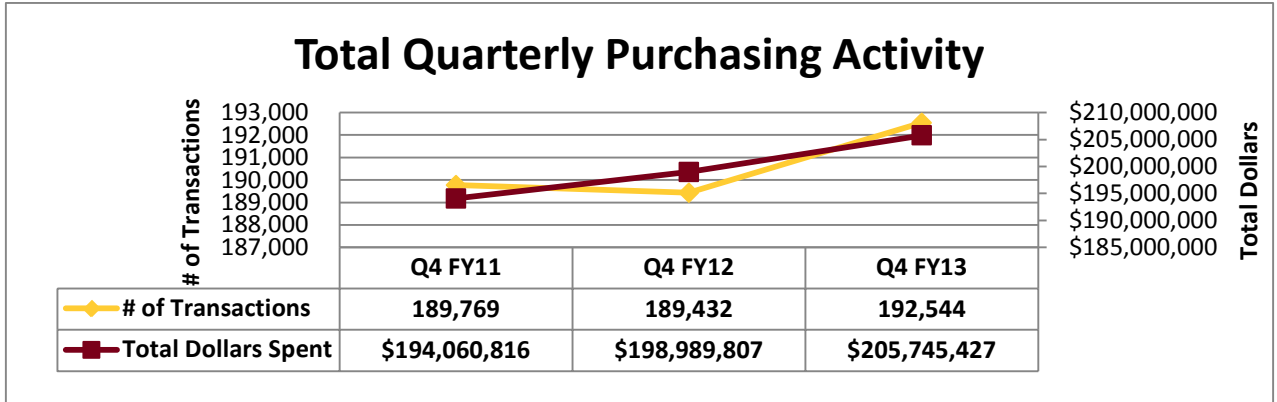 Total Quarterly Purchasing Activity
# of Transactions
193,000
192,000
191,000
190,000
189,000
188,000
187,000
$210,000,000
$205,000,000
$200,000,000
$195,000,000
$190,000,000
$185,000,000
Total Dollars
Q4 FY11 Q4 FY12 Q4 FY13
# of Transactions 189,769 189,432 192,544
Total Dollars Spent $194,060,816 $198,989,807 $205,745,427